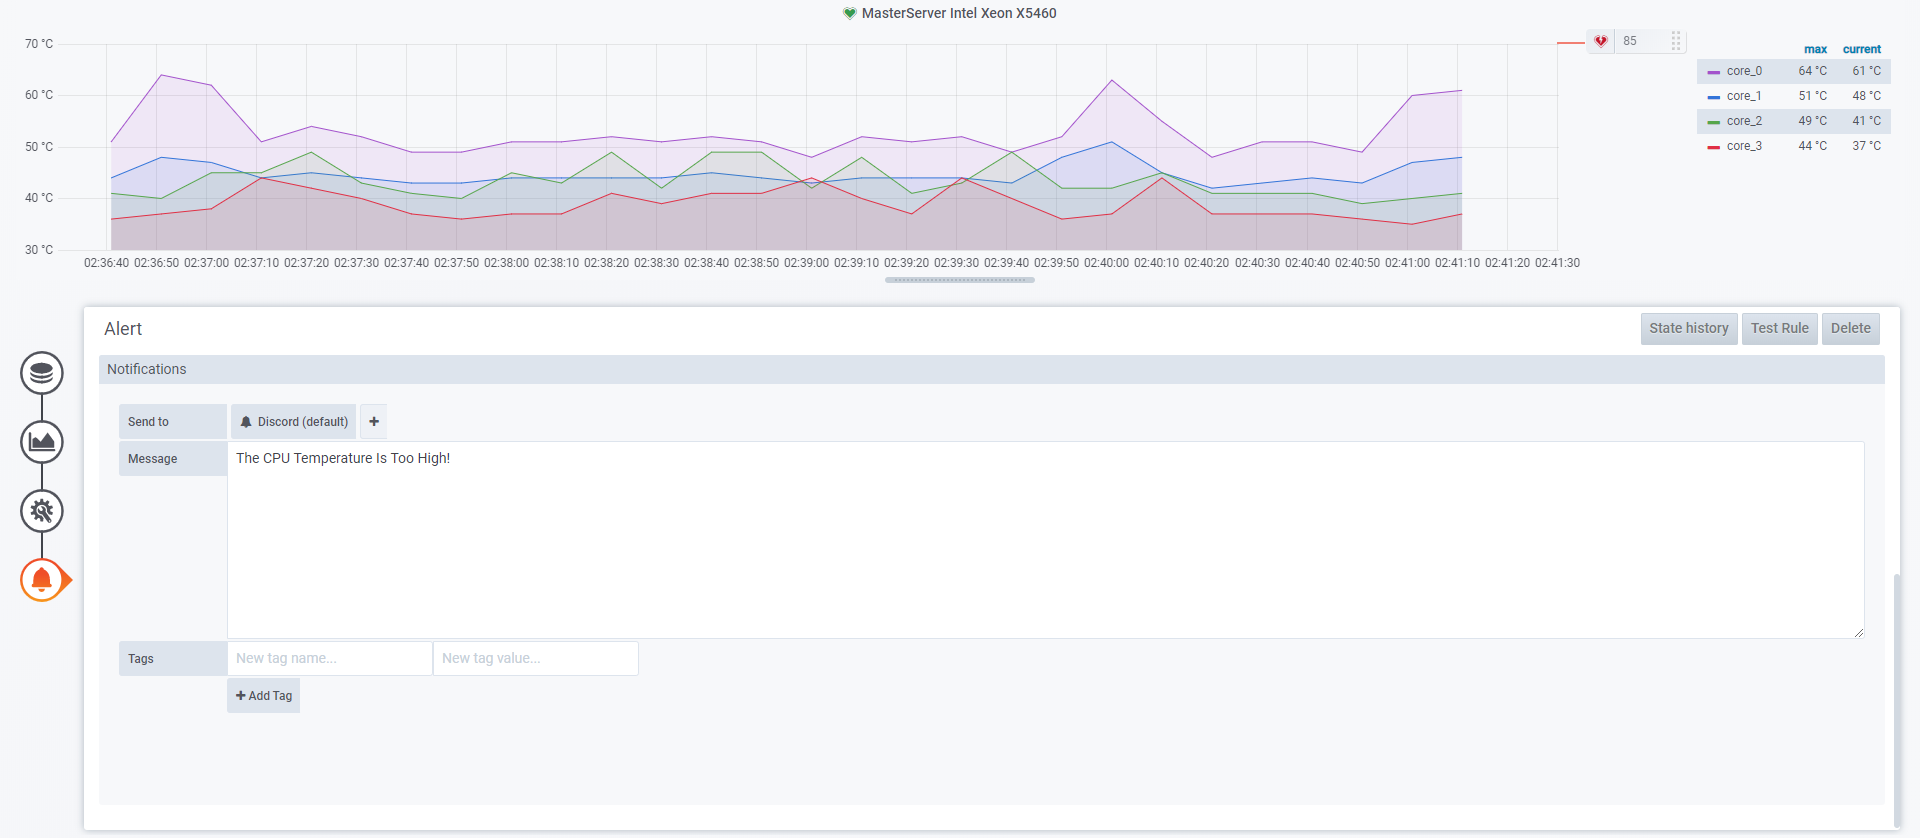 MasterServer Intel Xeon X5460
70 °C
60 °C
50 °C
40 °C
30 °C
02:36:40 02:36:50 02:37:00 02:37:10 02:37:20 02:37:30 02:37:40 02:37:50 02:38:00 02:38:10 02:38:20 02:38:30 02:38:40 02:38:50 02:39:00 02:39:10 02:39:20 02:39:30 02:39:40 02:39:50 02:40:00 02:40:10 02:40:20 02:40:30 02:40:40 02:40:50 02:41:00 02:41:10 02:41:20 02:41:30
85
max current
core_0 64 °C 61 °C
core_1 51 °C 48 °C
core_2 49 °C 41 °C
core_3 44 °C 37 °C
Alert
State history Test Rule Delete
Notifications
Send to Discord (default) +
Message The CPU Temperature Is Too High!
Tags New tag name... New tag value...
+ Add Tag